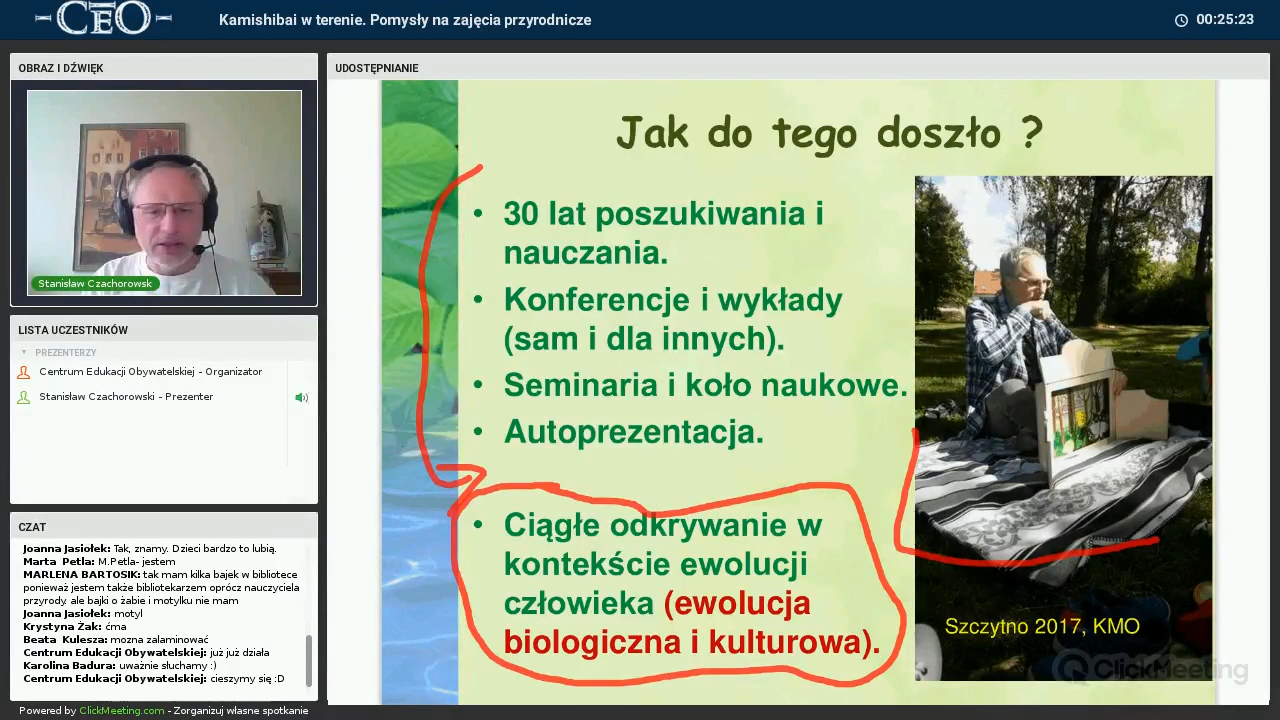 CEO
Kamishibai w terenie. Pomysły na zajęcia przyrodnicze
00:25:23
OBRAZ I DŹWIĘK
Stanisław Czachorowsk
LISTA UCZESTNIKÓW
PREZENTERZY
Centrum Edukacji Obywatelskiej - Organizator
Stanisław Czachorowski - Prezenter
CZAT
Joanna Jasiołek: Tak, znamy. Dzieci bardzo to lubią.
Marta Petla: M.Petla- jestem
MARLENA BARTOSIK: tak mam kilka bajek w bibliotece
ponieważ jestem także bibliotekarzem oprócz nauczyciela
przyrody. ale bajki o żabie i motylku nie mam
Joanna Jasiołek: motyl
Krystyna Żak: ćma
Beata Kulesza: mozna zalaminować
Centrum Edukacji Obywatelskiej: już już działa
Karolina Badura: uważnie słuchamy :)
Centrum Edukacji Obywatelskiej: cieszymy się :D
Powered by ClickMeeting.com - Zorganizuj własne spotkanie
UDOSTĘPNIANIE
Jak do tego doszło ?
• 30 lat poszukiwania i
nauczania.
• Konferencje i wykłady
(sam i dla innych).
• Seminaria i koło naukowe.
• Autoprezentacja.
• Ciągłe odkrywanie w
kontekście ewolucji
człowieka (ewolucja
biologiczna i kulturowa).
Szczytno 2017, KMO
ClickMeeting